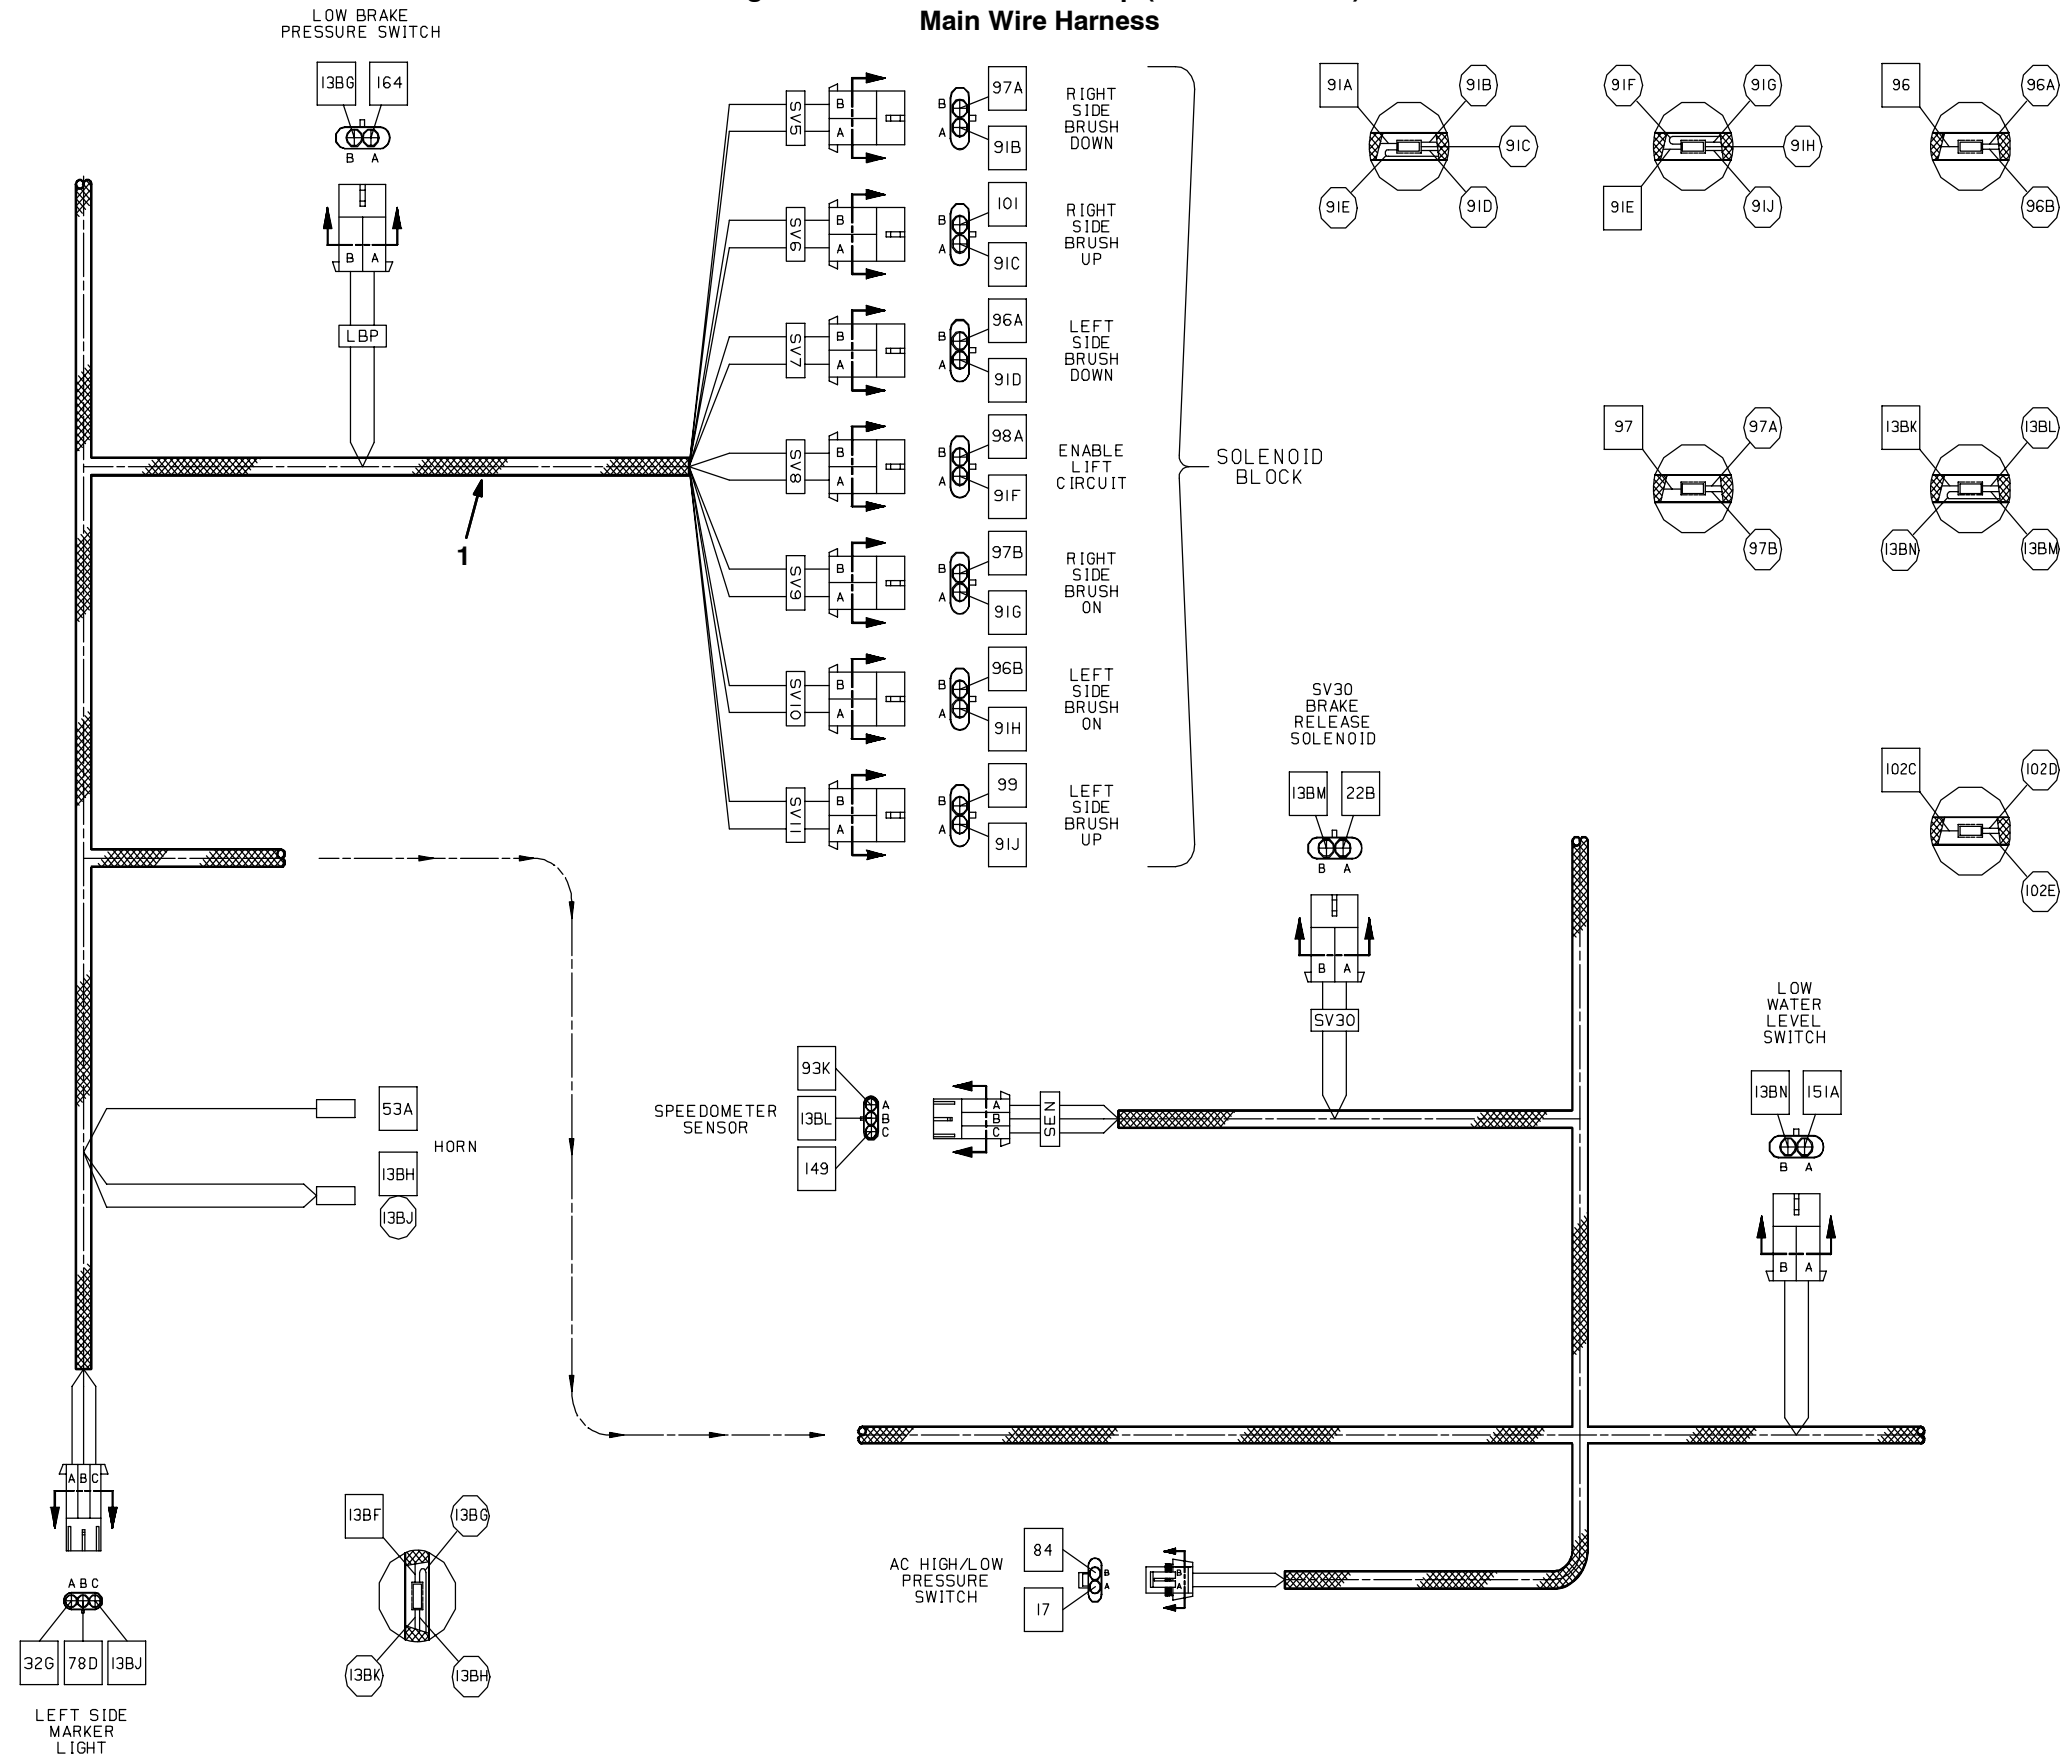 Main Wire Harness
LOW BRAKE
PRESSURE SWITCH
13BG
164
B
A
B
A
LBP
1
SV5
B
A
B
A
97A
91B
RIGHT
SIDE
BRUSH
DOWN
SV6
B
A
B
A
101
91C
RIGHT
SIDE
BRUSH
UP
SV7
B
A
B
A
96A
91D
LEFT
SIDE
BRUSH
DOWN
SV8
B
A
B
A
98A
91F
ENABLE
LIFT
CIRCUIT
SV9
B
A
B
A
97B
91G
RIGHT
SIDE
BRUSH
ON
SV10
B
A
B
A
96B
91H
LEFT
SIDE
BRUSH
ON
SV11
B
A
B
A
99
91J
LEFT
SIDE
BRUSH
UP
SOLENOID
BLOCK
91A
91B
91C
91E
91D
91F
91G
91H
91E
91J
96
96A
96B
97
97A
97B
13BK
13BL
13BN
13BM
102C
102D
102E
SV30
BRAKE
RELEASE
SOLENOID
13BM
22B
B
A
B
A
SV30
LOW
WATER
LEVEL
SWITCH
13BN
151A
B
A
B
A
SPEEDOMETER
SENSOR
93K
13BL
149
A
B
C
A
B
C
SEN
53A
HORN
13BH
13BJ
A B C
A B C
32G
78D
13BJ
LEFT SIDE
MARKER
LIGHT
13BF
13BG
13BK
13BH
AC HIGH/LOW
PRESSURE
SWITCH
84
17
B
A
B
A